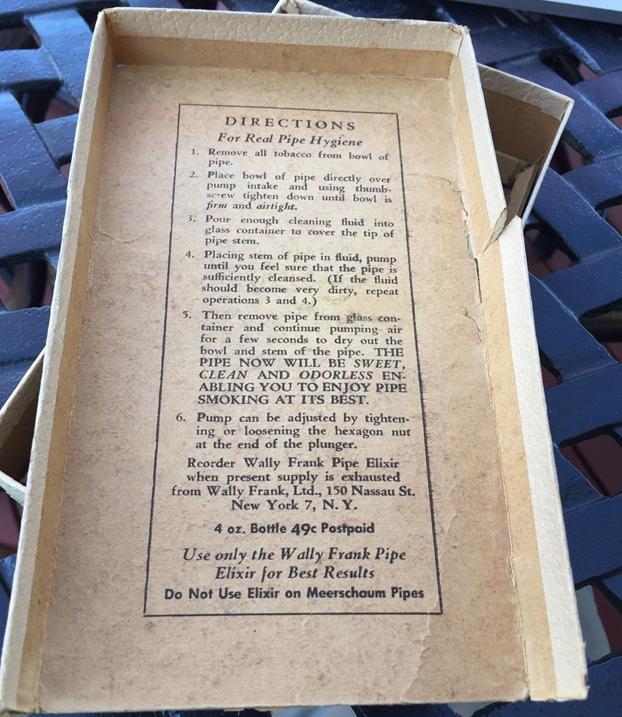 DIRECTIONS
For Real Pipe Hygiene
1. Remove all tobacco from bowl of
pipe.
2. Place bowl of pipe directly over
pump intake and using thumb-
screw tighten down until bowl is
firm and airtight.
3. Pour enough cleaning fluid into
glass container to cover the tip of
pipe stem.
4. Placing stem of pipe in fluid, pump
until you feel sure that the pipe is
sufficiently cleansed. (If the fluid
should become very dirty, repeat
operations 3 and 4.)
5. Then remove pipe from glass con-
tainer and continue pumping air
for a few seconds to dry out the
bowl and stem of the pipe. THE
PIPE NOW WILL BE SWEET,
CLEAN AND ODORLESS EN-
ABLING YOU TO ENJOY PIPE
SMOKING AT ITS BEST.
6. Pump can be adjusted by tighten-
ing or loosening the hexagon nut
at the end of the plunger.
Reorder Wally Frank Pipe Elixir
when present supply is exhausted
from Wally Frank, Ltd., 150 Nassau St.
New York 7, N. Y.
4 oz. Bottle 49c Postpaid
Use only the Wally Frank Pipe
Elixir for Best Results
Do Not Use Elixir on Meerschaum Pipes